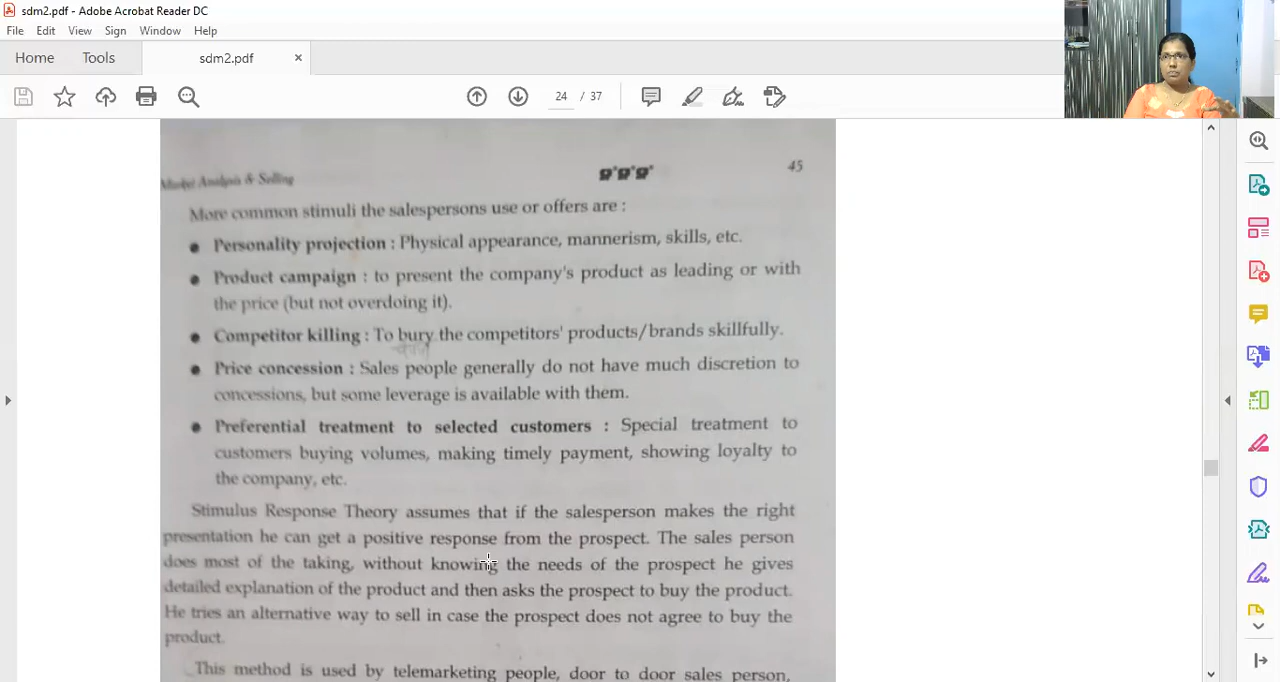 sdm2.pdf - Adobe Acrobat Reader DC
File Edit View Sign Window Help
Home Tools sdm2.pdf ×
24 / 37
Market Analysis & Selling 45
More common stimuli the salespersons use or offers are :
● Personality projection : Physical appearance, mannerism, skills, etc.
● Product campaign : to present the company's product as leading or with
the price (but not overdoing it).
● Competitor killing : To bury the competitors' products/brands skillfully.
● Price concession : Sales people generally do not have much discretion to
concessions, but some leverage is available with them.
● Preferential treatment to selected customers : Special treatment to
customers buying volumes, making timely payment, showing loyalty to
the company, etc.
Stimulus Response Theory assumes that if the salesperson makes the right
presentation he can get a positive response from the prospect. The sales person
does most of the taking, without knowing the needs of the prospect he gives
detailed explanation of the product and then asks the prospect to buy the product.
He tries an alternative way to sell in case the prospect does not agree to buy the
product.
This method is used by telemarketing people, door to door sales person,